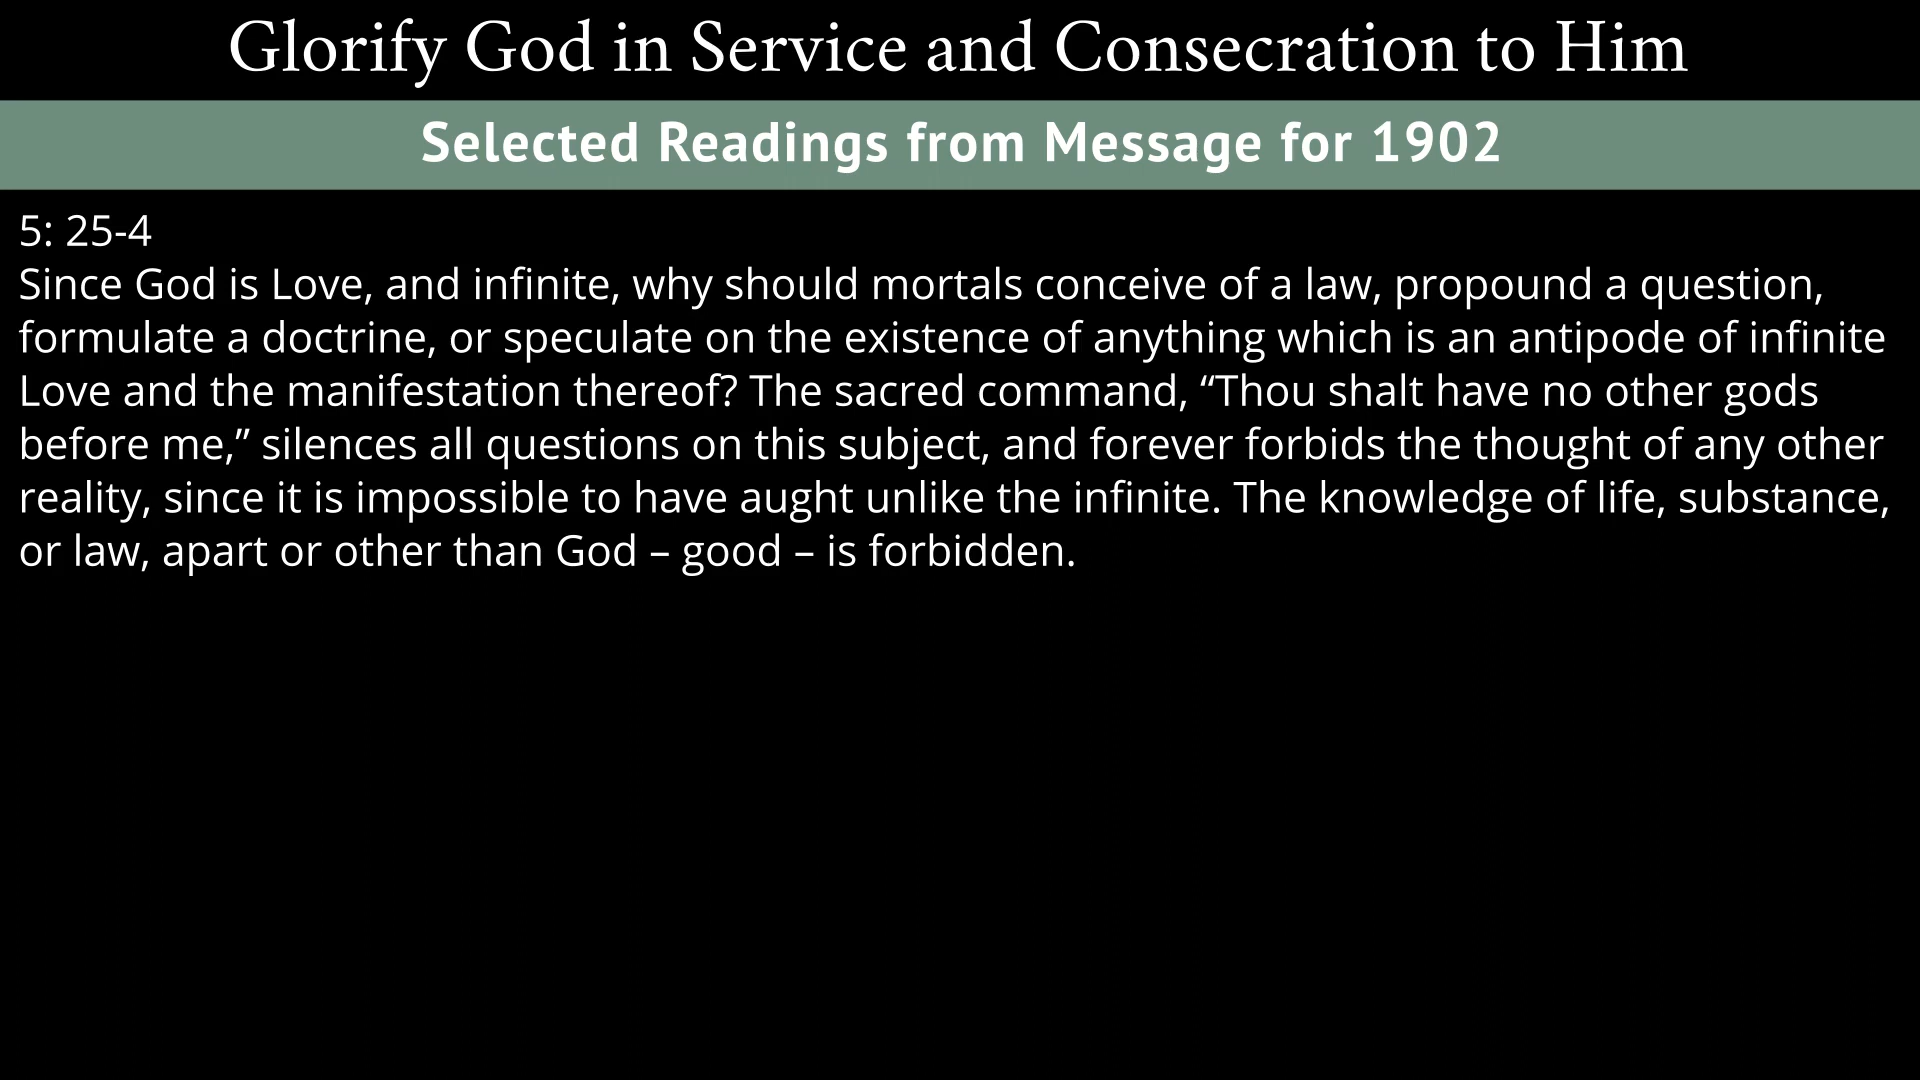 Glorify God in Service and Consecration to Him
Selected Readings from Message for 1902
5: 25-4
Since God is Love, and infinite, why should mortals conceive of a law, propound a question,
formulate a doctrine, or speculate on the existence of anything which is an antipode of infinite
Love and the manifestation thereof? The sacred command, “Thou shalt have no other gods
before me,” silences all questions on this subject, and forever forbids the thought of any other
reality, since it is impossible to have aught unlike the infinite. The knowledge of life, substance,
or law, apart or other than God – good – is forbidden.